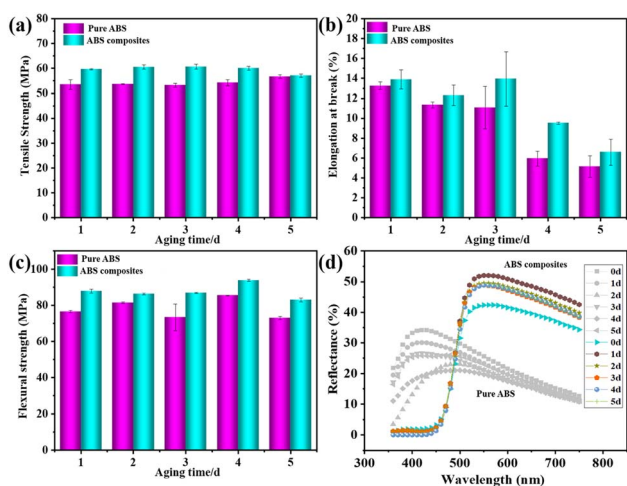 (a)
Pure ABS
ABS composites
Tensile Strength (MPa)
80
70
60
50
40
30
20
10
0
1 2 3 4 5
Aging time/d
(b)
Pure ABS
ABS composites
Elongation at break (%)
20
18
16
14
12
10
8
6
4
2
0
1 2 3 4 5
Aging time/d
(c)
Pure ABS
ABS composites
Flexural strength (MPa)
100
80
60
40
20
0
1 2 3 4 5
Aging time/d
(d)
ABS composites
Pure ABS
Reflectance (%)
60
50
40
30
20
10
0
300 400 500 600 700 800
Wavelength (nm)
0d
1d
2d
3d
4d
5d
0d
1d
2d
3d
4d
5d